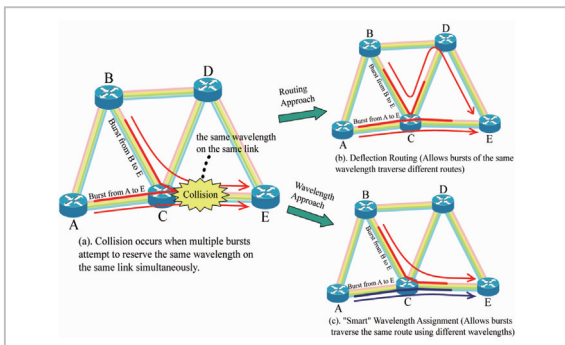 B
D
Burst from B to E
the same wavelength
on the same link
Burst from A to E
Collision
A
C
E
(a). Collision occurs when multiple bursts
attempt to reserve the same wavelength on
the same link simultaneously.
Routing
Approach
Wavelength
Approach
B
D
Burst from B to E
Burst from A to E
A
C
E
(b). Deflection Routing (Allows bursts of the same
wavelength traverse different routes)
B
D
Burst from B to E
Burst from A to E
A
C
E
(c). "Smart" Wavelength Assignment (Allows bursts
traverse the same route using different wavelengths)